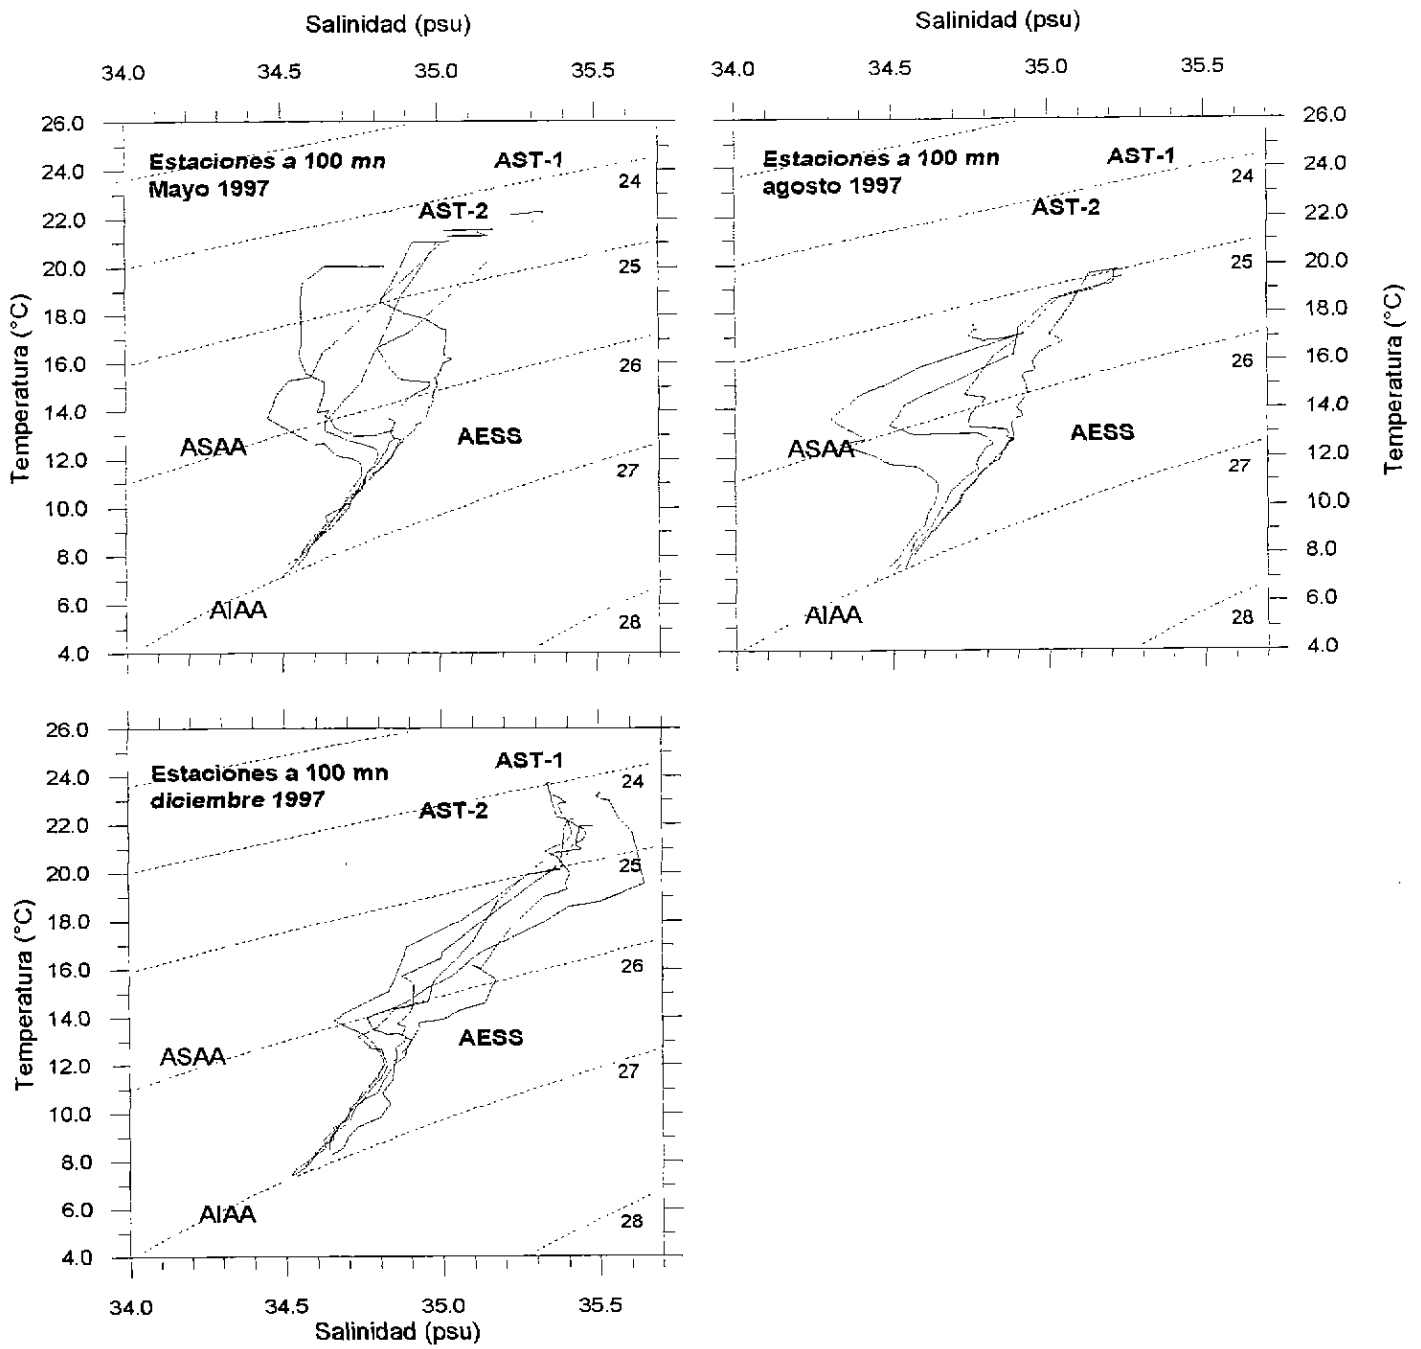 Salinidad (psu)
34.0 34.5 35.0 35.5
26.0
24.0
22.0
20.0
18.0
16.0
14.0
12.0
10.0
8.0
6.0
4.0
Temperatura (°C)
Estaciones a 100 mn
Mayo 1997
AST-1
AST-2
ASAA
AESS
AIAA
24
25
26
27
28
Salinidad (psu)
34.0 34.5 35.0 35.5
Estaciones a 100 mn
agosto 1997
AST-1
AST-2
ASAA
AESS
AIAA
24
25
26
27
28
26.0
24.0
22.0
20.0
18.0
16.0
14.0
12.0
10.0
8.0
6.0
4.0
Temperatura (°C)
26.0
24.0
22.0
20.0
18.0
16.0
14.0
12.0
10.0
8.0
6.0
4.0
Temperatura (°C)
Estaciones a 100 mn
diciembre 1997
AST-1
AST-2
ASAA
AESS
AIAA
24
25
26
27
28
34.0 34.5 35.0 35.5
Salinidad (psu)